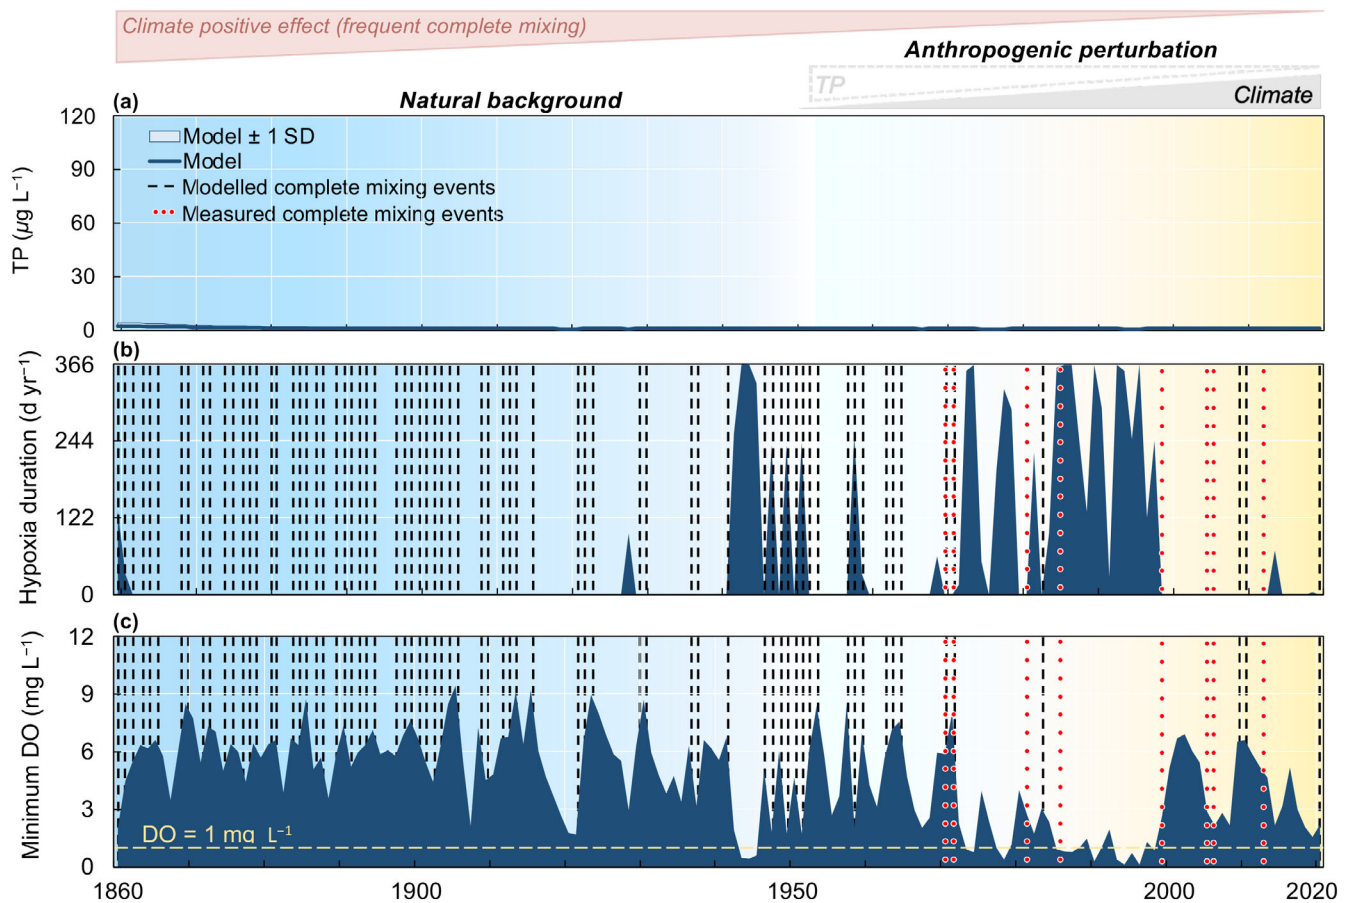 Climate positive effect (frequent complete mixing)
Anthropogenic perturbation
TP
Natural background
Climate
(a)
120
90
60
30
0
TP (µg L⁻¹)
Model ± 1 SD
Model
Modelled complete mixing events
Measured complete mixing events
(b)
366
244
122
0
Hypoxia duration (d yr⁻¹)
(c)
12
9
6
3
0
Minimum DO (mg L⁻¹)
DO = 1 mg L⁻¹
1860
1900
1950
2000
2020